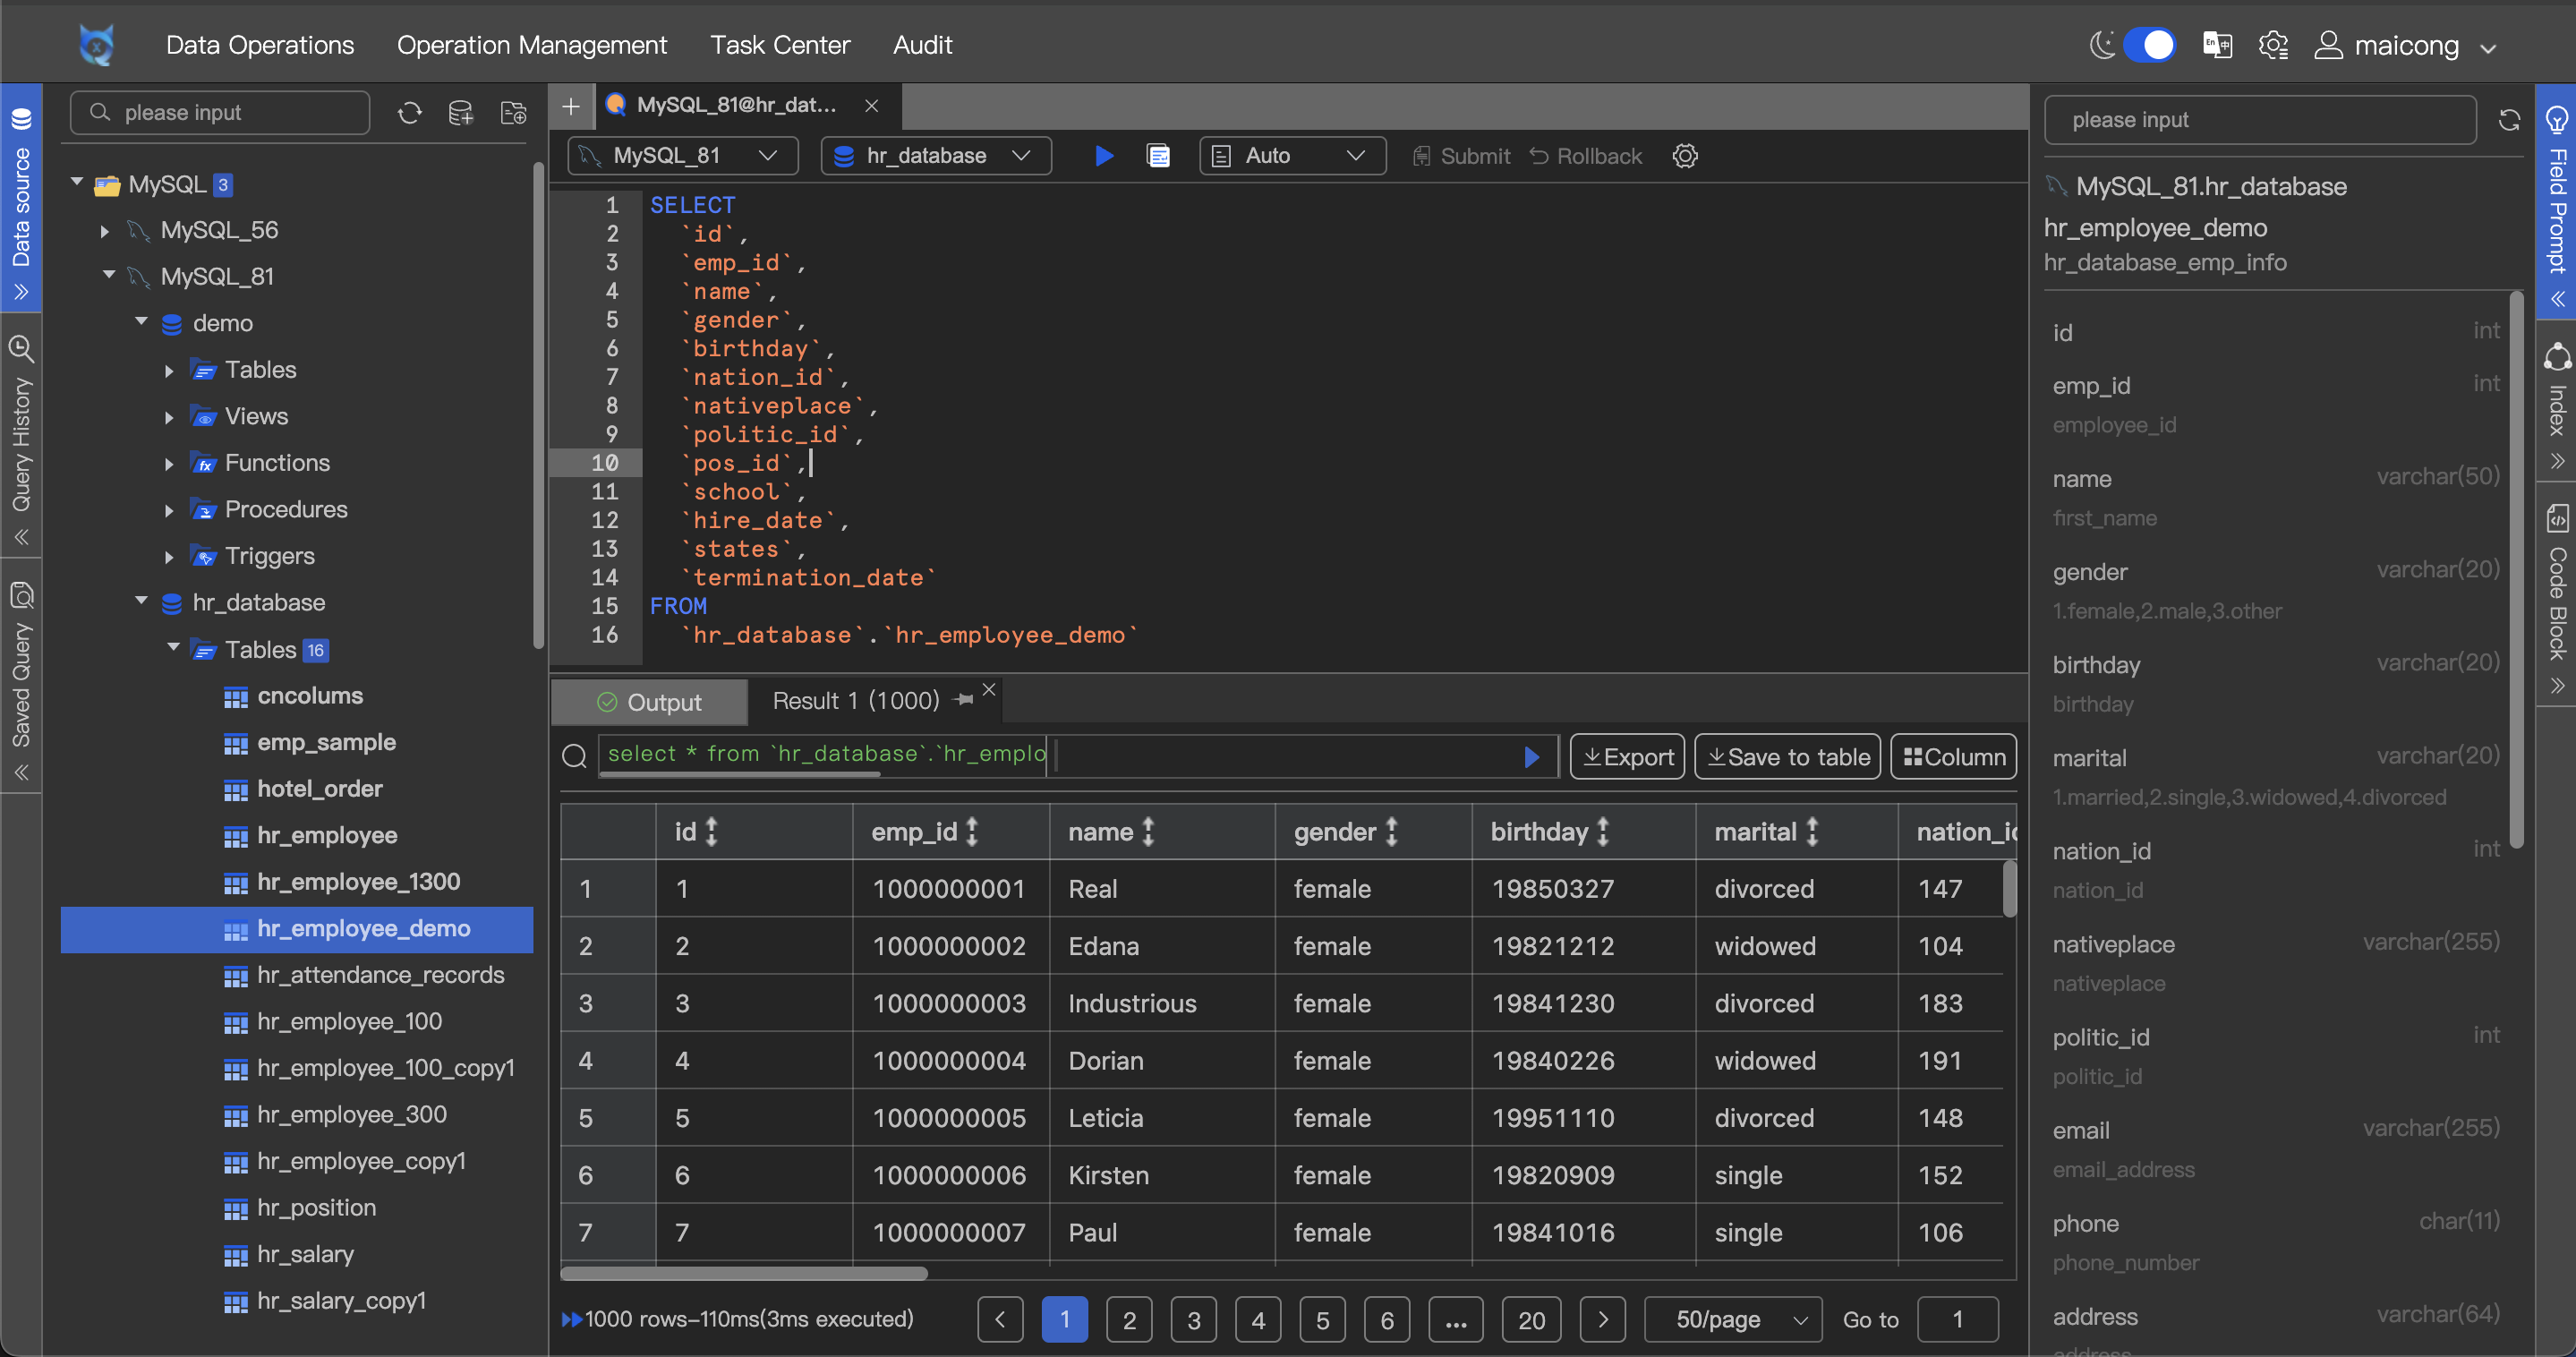 Data Operations Operation Management Task Center Audit
En 中
maicong
Data source
Query History
Saved Query
please input
MySQL 3
MySQL_56
MySQL_81
demo
Tables
Views
Functions
Procedures
Triggers
hr_database
Tables 16
cncolums
emp_sample
hotel_order
hr_employee
hr_employee_1300
hr_employee_demo
hr_attendance_records
hr_employee_100
hr_employee_100_copy1
hr_employee_300
hr_employee_copy1
hr_position
hr_salary
hr_salary_copy1
MySQL_81@hr_dat...
MySQL_81 hr_database Auto Submit Rollback
1 SELECT
2 `id`,
3 `emp_id`,
4 `name`,
5 `gender`,
6 `birthday`,
7 `nation_id`,
8 `nativeplace`,
9 `politic_id`,
10 `pos_id`,
11 `school`,
12 `hire_date`,
13 `states`,
14 `termination_date`
15 FROM
16 `hr_database`.`hr_employee_demo`
Output Result 1 (1000)
select * from `hr_database`.`hr_emplo
Export Save to table Column
id emp_id name gender birthday marital nation_id
1 1 1000000001 Real female 19850327 divorced 147
2 2 1000000002 Edana female 19821212 widowed 104
3 3 1000000003 Industrious female 19841230 divorced 183
4 4 1000000004 Dorian female 19840226 widowed 191
5 5 1000000005 Leticia female 19951110 divorced 148
6 6 1000000006 Kirsten female 19820909 single 152
7 7 1000000007 Paul female 19841016 single 106
1000 rows-110ms(3ms executed) 1 2 3 4 5 6 ... 20 50/page Go to 1
please input
MySQL_81.hr_database
hr_employee_demo
hr_database_emp_info
id int
emp_id int
employee_id
name varchar(50)
first_name
gender varchar(20)
1.female,2.male,3.other
birthday varchar(20)
birthday
marital varchar(20)
1.married,2.single,3.widowed,4.divorced
nation_id int
nation_id
nativeplace varchar(255)
nativeplace
politic_id int
politic_id
email varchar(255)
email_address
phone char(11)
phone_number
address varchar(64)
address
Field Prompt
Index
Code Block